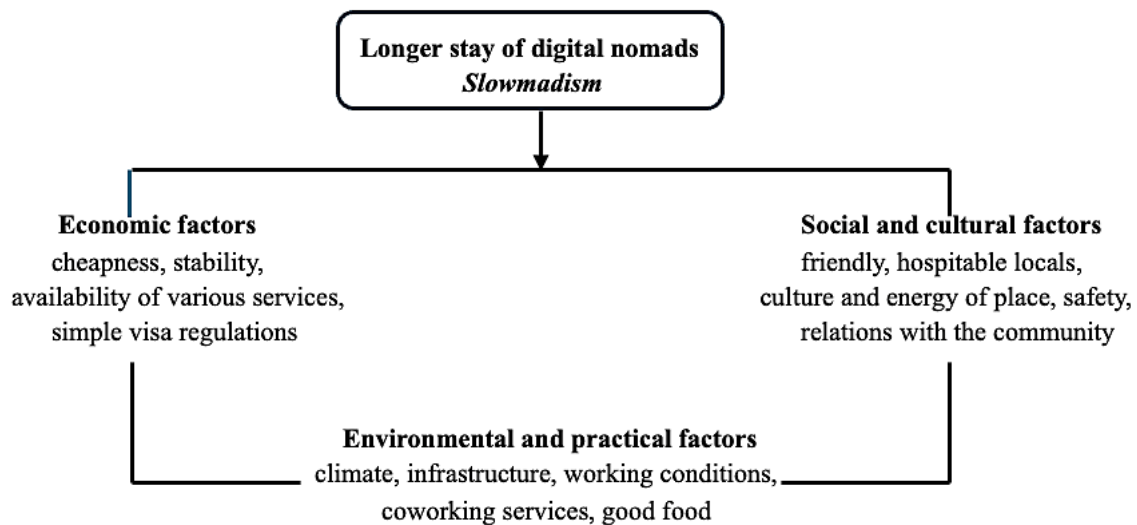 Longer stay of digital nomads
Slowmadism
Economic factors
cheapness, stability,
availability of various services,
simple visa regulations
Social and cultural factors
friendly, hospitable locals,
culture and energy of place, safety,
relations with the community
Environmental and practical factors
climate, infrastructure, working conditions,
coworking services, good food